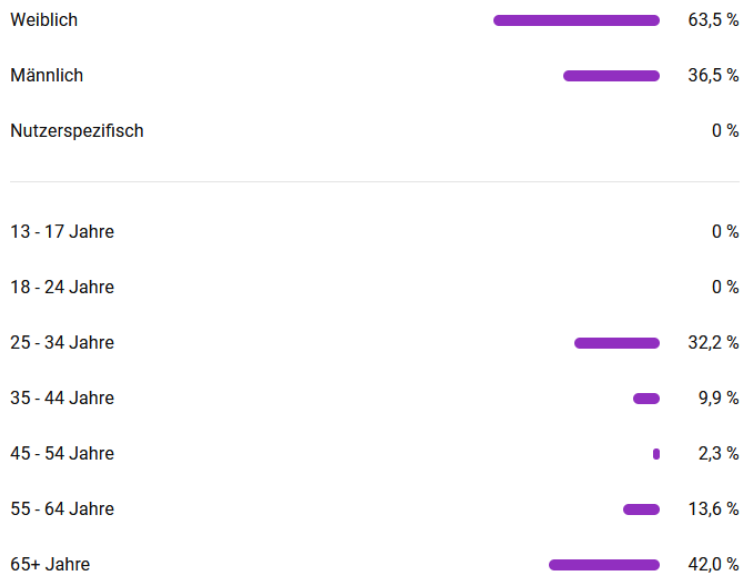 Weiblich 63,5 %
Männlich 36,5 %
Nutzerspezifisch 0 %
13 - 17 Jahre 0 %
18 - 24 Jahre 0 %
25 - 34 Jahre 32,2 %
35 - 44 Jahre 9,9 %
45 - 54 Jahre 2,3 %
55 - 64 Jahre 13,6 %
65+ Jahre 42,0 %